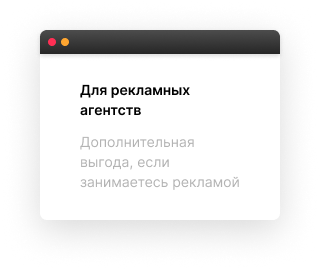 Для рекламных
агентств
Дополнительная
выгода, если
занимаетесь рекламой